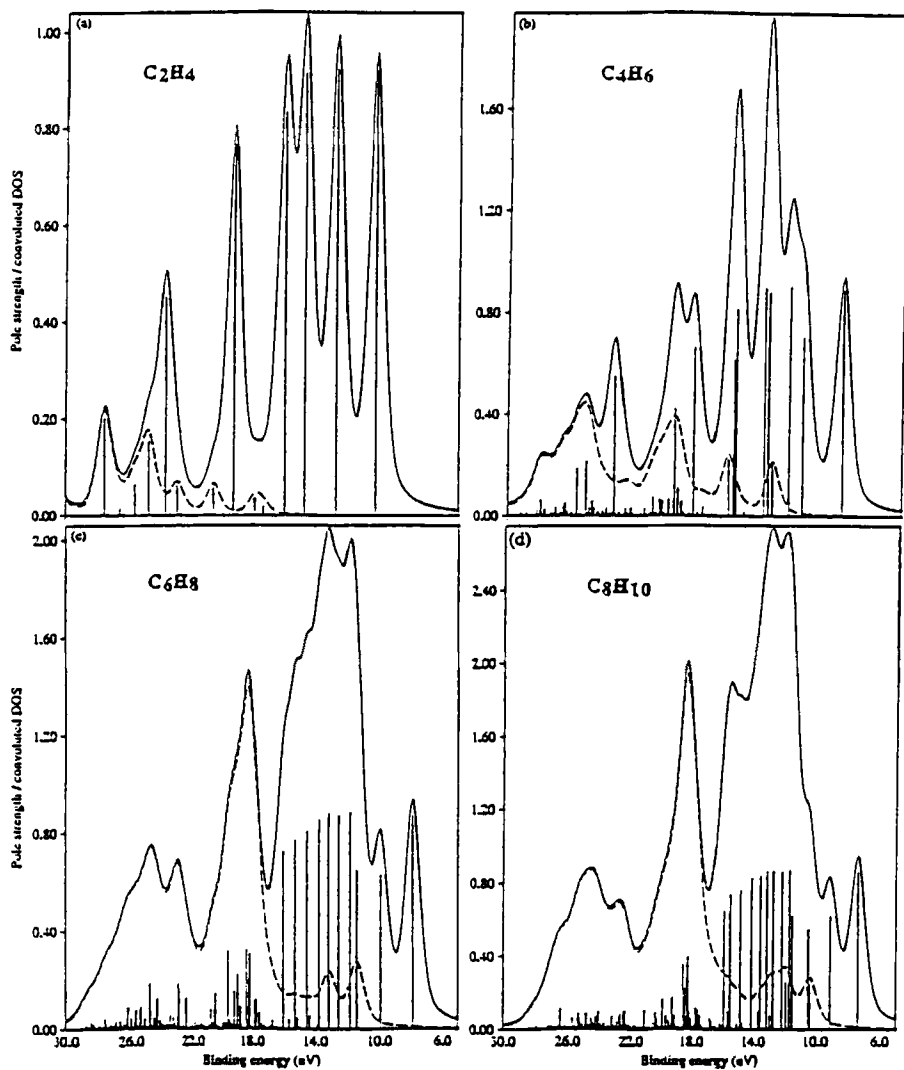 (a)
C2H4
1.00
0.80
0.60
0.40
0.20
0.00
Pole strength / convoluted DOS
(b)
C4H6
1.60
1.20
0.80
0.40
0.00
(c)
C6H8
2.00
1.60
1.20
0.80
0.40
0.00
Pole strength / convoluted DOS
30.0 26.0 22.0 18.0 14.0 10.0 6.0
Binding energy (eV)
(d)
C8H10
2.40
2.00
1.60
1.20
0.80
0.40
0.00
30.0 26.0 22.0 18.0 14.0 10.0 6.0
Binding energy (eV)